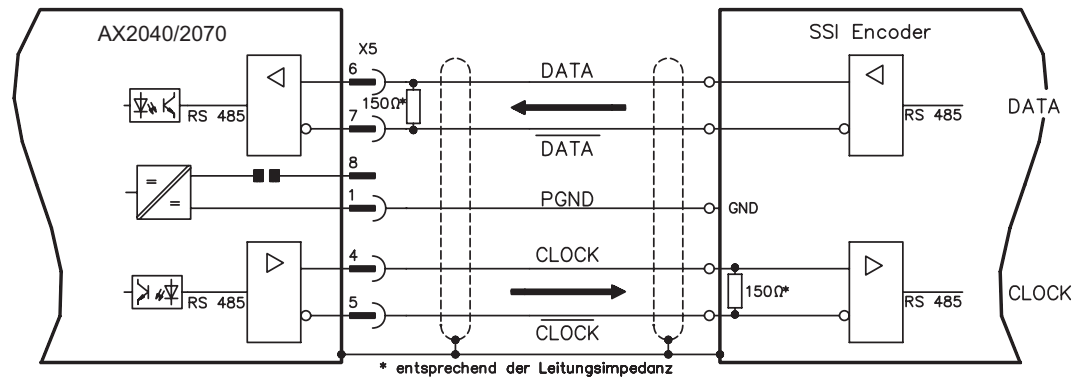 AX2040/2070
SSI Encoder
X5
6
DATA
150Ω*
RS 485
RS 485
DATA
7
DATA
8
1
PGND
GND
4
CLOCK
RS 485
150Ω*
RS 485
CLOCK
5
CLOCK
* entsprechend der Leitungsimpedanz